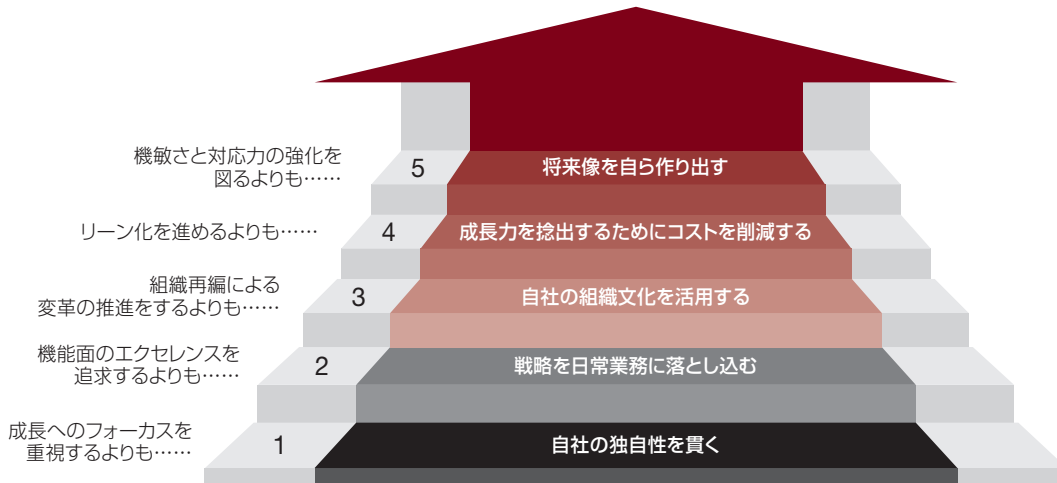 機敏さと対応力の強化を
図るよりも……
5
将来像を自ら作り出す
リーン化を進めるよりも……
4
成長力を捻出するためにコストを削減する
組織再編による
変革の推進をするよりも……
3
自社の組織文化を活用する
機能面のエクセレンスを
追求するよりも……
2
戦略を日常業務に落とし込む
成長へのフォーカスを
重視するよりも……
1
自社の独自性を貫く